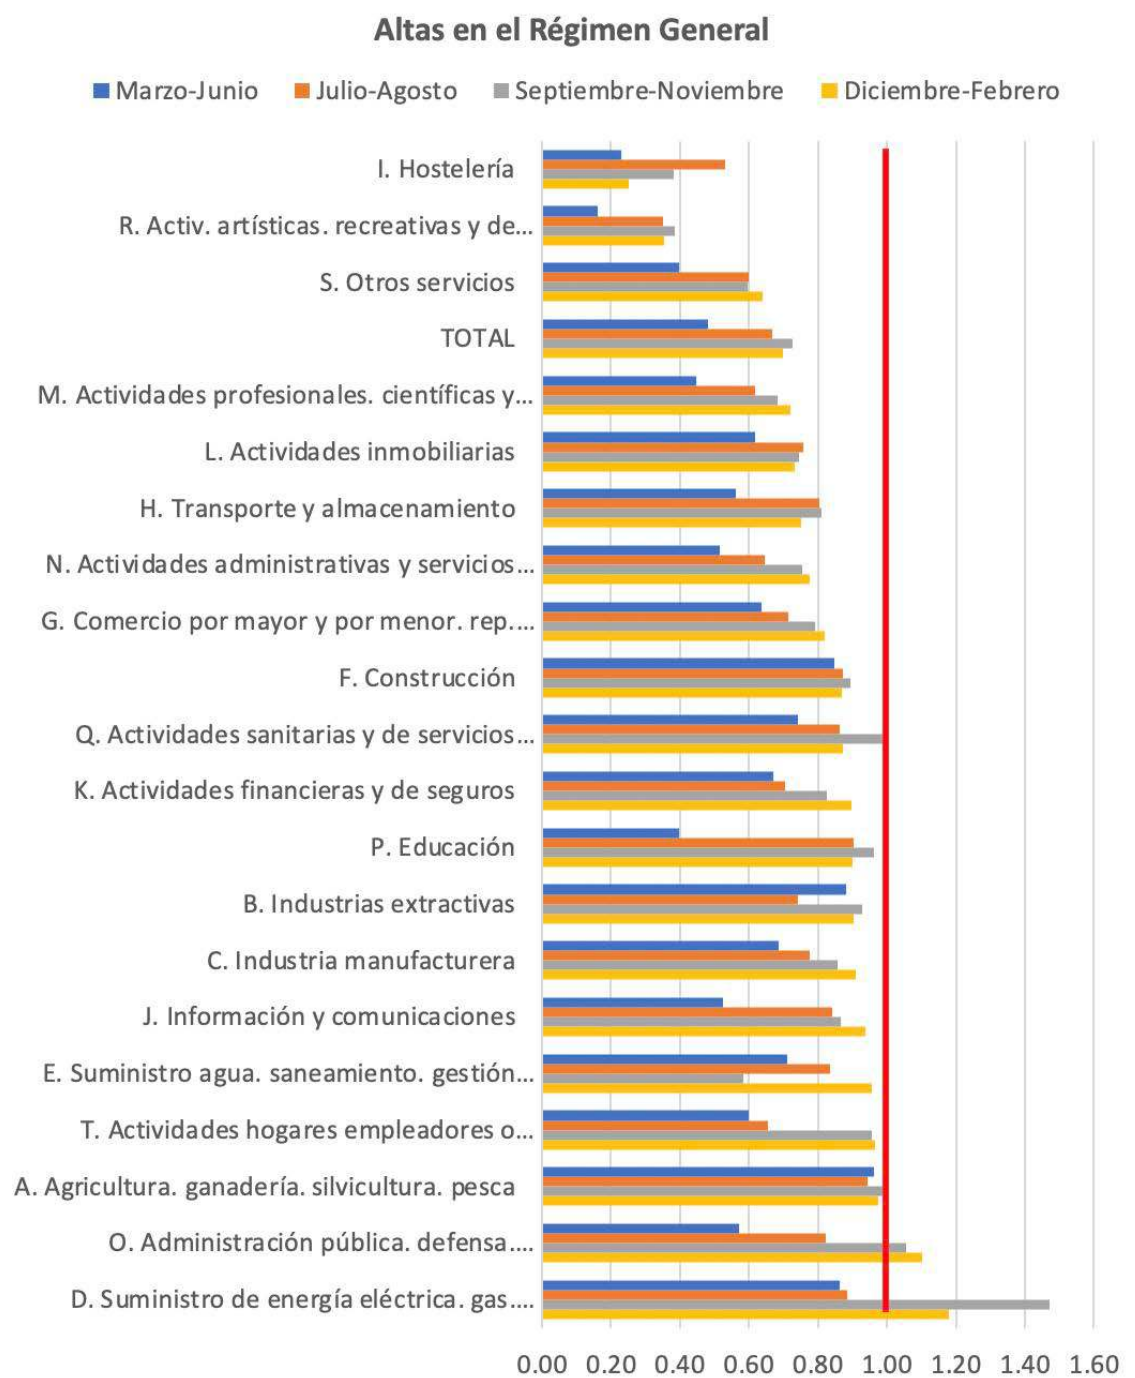 Altas en el Régimen General
Marzo-Junio Julio-Agosto Septiembre-Noviembre Diciembre-Febrero
I. Hostelería
R. Activ. artísticas. recreativas y de...
S. Otros servicios
TOTAL
M. Actividades profesionales. científicas y...
L. Actividades inmobiliarias
H. Transporte y almacenamiento
N. Actividades administrativas y servicios...
G. Comercio por mayor y por menor. rep....
F. Construcción
Q. Actividades sanitarias y de servicios...
K. Actividades financieras y de seguros
P. Educación
B. Industrias extractivas
C. Industria manufacturera
J. Información y comunicaciones
E. Suministro agua. saneamiento. gestión...
T. Actividades hogares empleadores o...
A. Agricultura. ganadería. silvicultura. pesca
O. Administración pública. defensa....
D. Suministro de energía eléctrica. gas....
0.00 0.20 0.40 0.60 0.80 1.00 1.20 1.40 1.60